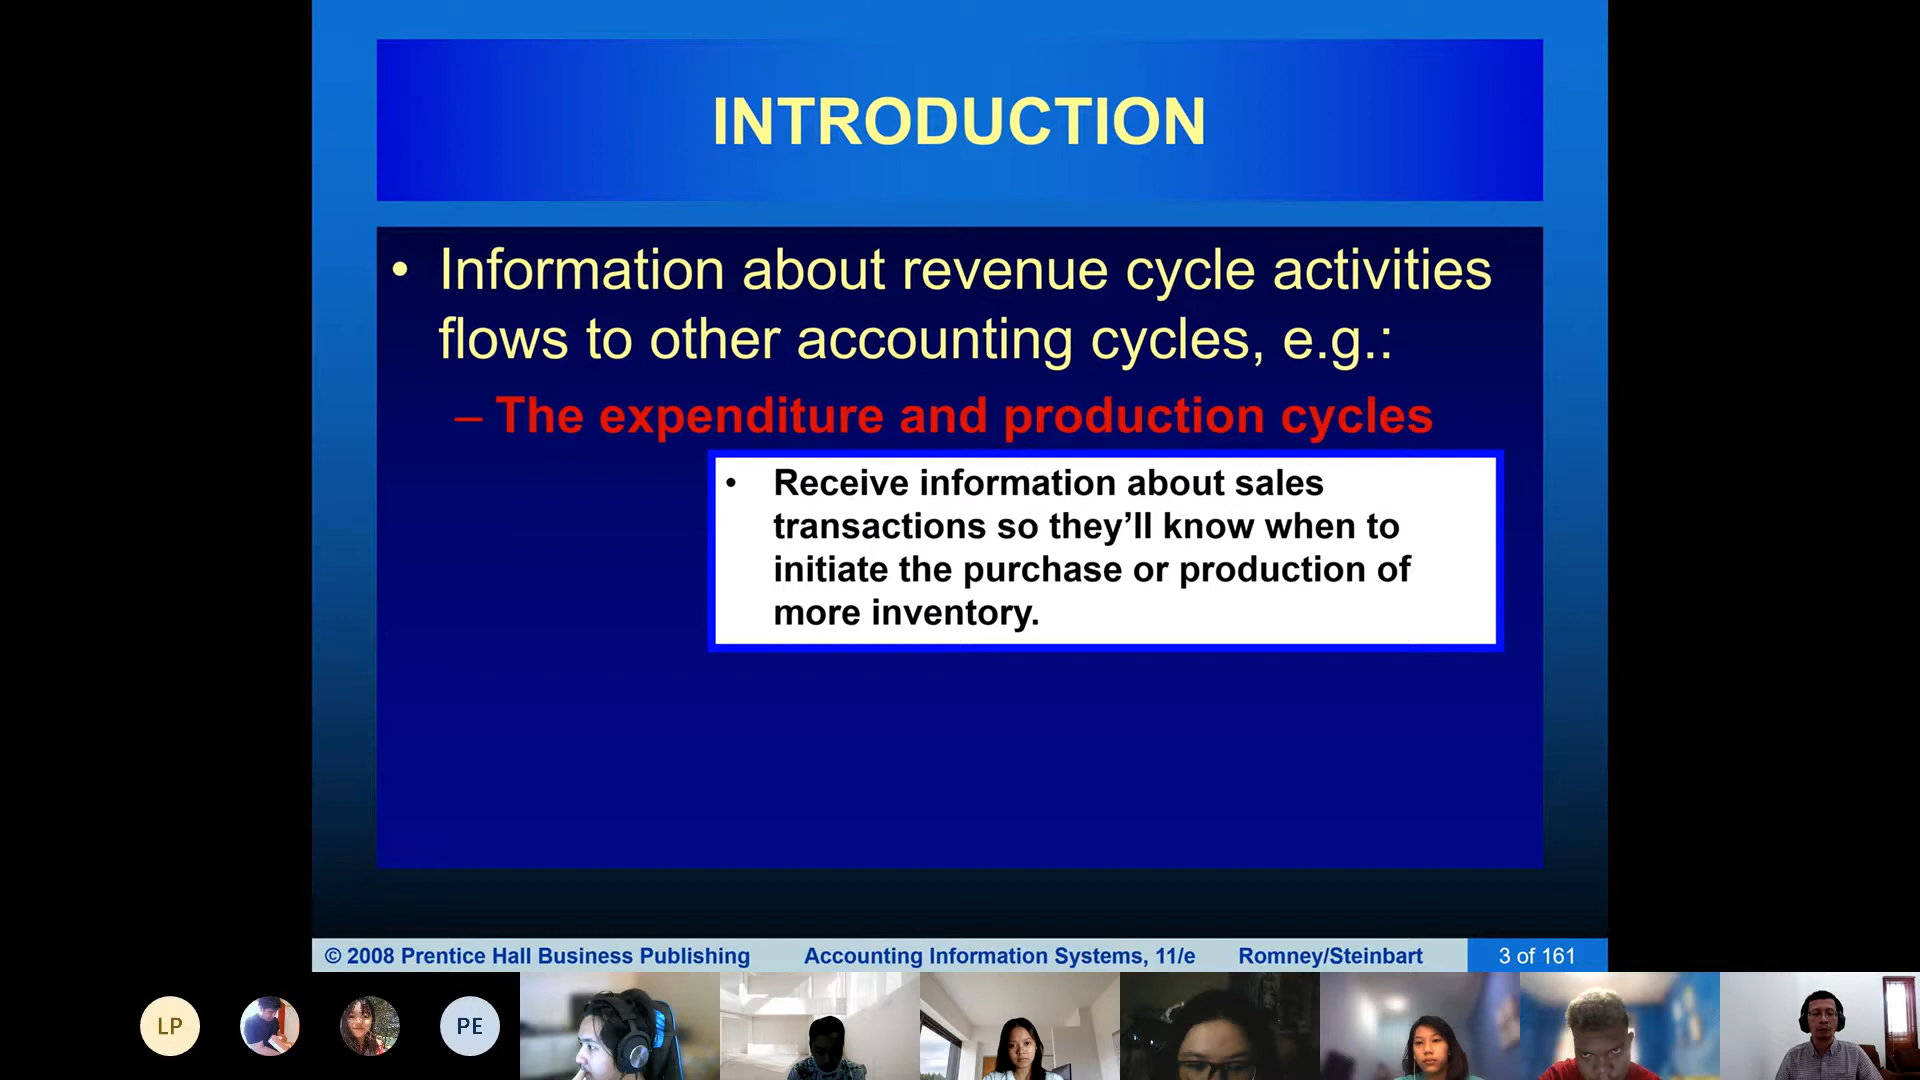 INTRODUCTION
• Information about revenue cycle activities
flows to other accounting cycles, e.g.:
– The expenditure and production cycles
• Receive information about sales
transactions so they’ll know when to
initiate the purchase or production of
more inventory.
© 2008 Prentice Hall Business Publishing Accounting Information Systems, 11/e Romney/Steinbart 3 of 161
LP PE